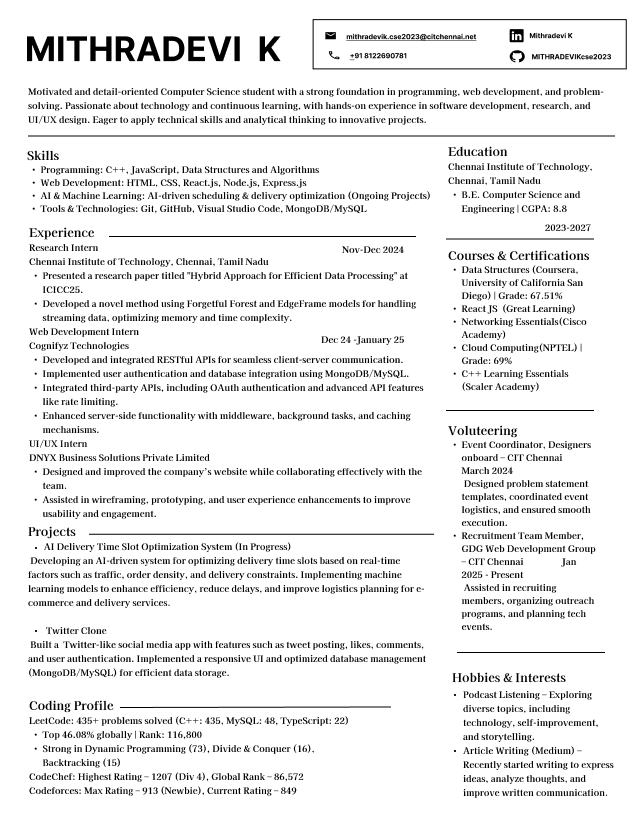 MITHRADEVI K
mithradevik.cse2023@citchennai.net
Mithradevi K
+91 8122690781
MITHRADEVIKcse2023
Motivated and detail-oriented Computer Science student with a strong foundation in programming, web development, and problem-
solving. Passionate about technology and continuous learning, with hands-on experience in software development, research, and
UI/UX design. Eager to apply technical skills and analytical thinking to innovative projects.
Skills
• Programming: C++, JavaScript, Data Structures and Algorithms
• Web Development: HTML, CSS, React.js, Node.js, Express.js
• AI & Machine Learning: AI-driven scheduling & delivery optimization (Ongoing Projects)
• Tools & Technologies: Git, GitHub, Visual Studio Code, MongoDB/MySQL
Experience
Research Intern
Nov-Dec 2024
Chennai Institute of Technology, Chennai, Tamil Nadu
• Presented a research paper titled "Hybrid Approach for Efficient Data Processing" at
ICICC25.
• Developed a novel method using Forgetful Forest and EdgeFrame models for handling
streaming data, optimizing memory and time complexity.
Web Development Intern
Dec 24 -January 25
Cognifyz Technologies
• Developed and integrated RESTful APIs for seamless client-server communication.
• Implemented user authentication and database integration using MongoDB/MySQL.
• Integrated third-party APIs, including OAuth authentication and advanced API features
like rate limiting.
• Enhanced server-side functionality with middleware, background tasks, and caching
mechanisms.
UI/UX Intern
DNYX Business Solutions Private Limited
• Designed and improved the company's website while collaborating effectively with the
team.
• Assisted in wireframing, prototyping, and user experience enhancements to improve
usability and engagement.
Projects
• AI Delivery Time Slot Optimization System (In Progress)
Developing an AI-driven system for optimizing delivery time slots based on real-time
factors such as traffic, order density, and delivery constraints. Implementing machine
learning models to enhance efficiency, reduce delays, and improve logistics planning for e-
commerce and delivery services.
• Twitter Clone
Built a Twitter-like social media app with features such as tweet posting, likes, comments,
and user authentication. Implemented a responsive UI and optimized database management
(MongoDB/MySQL) for efficient data storage.
Coding Profile
LeetCode: 435+ problems solved (C++: 435, MySQL: 48, TypeScript: 22)
• Top 46.08% globally | Rank: 116,800
• Strong in Dynamic Programming (73), Divide & Conquer (16),
Backtracking (15)
CodeChef: Highest Rating – 1207 (Div 4), Global Rank – 86,572
Codeforces: Max Rating – 913 (Newbie), Current Rating – 849
Education
Chennai Institute of Technology,
Chennai, Tamil Nadu
• B.E. Computer Science and
Engineering | CGPA: 8.8
2023-2027
Courses & Certifications
• Data Structures (Coursera,
University of California San
Diego) | Grade: 67.51%
• React JS (Great Learning)
• Networking Essentials(Cisco
Academy)
• Cloud Computing(NPTEL) |
Grade: 69%
• C++ Learning Essentials
(Scaler Academy)
Voluteering
• Event Coordinator, Designers
onboard – CIT Chennai
March 2024
Designed problem statement
templates, coordinated event
logistics, and ensured smooth
execution.
• Recruitment Team Member,
GDG Web Development Group
– CIT Chennai Jan
2025 - Present
Assisted in recruiting
members, organizing outreach
programs, and planning tech
events.
Hobbies & Interests
• Podcast Listening – Exploring
diverse topics, including
technology, self-improvement,
and storytelling.
• Article Writing (Medium) –
Recently started writing to express
ideas, analyze thoughts, and
improve written communication.